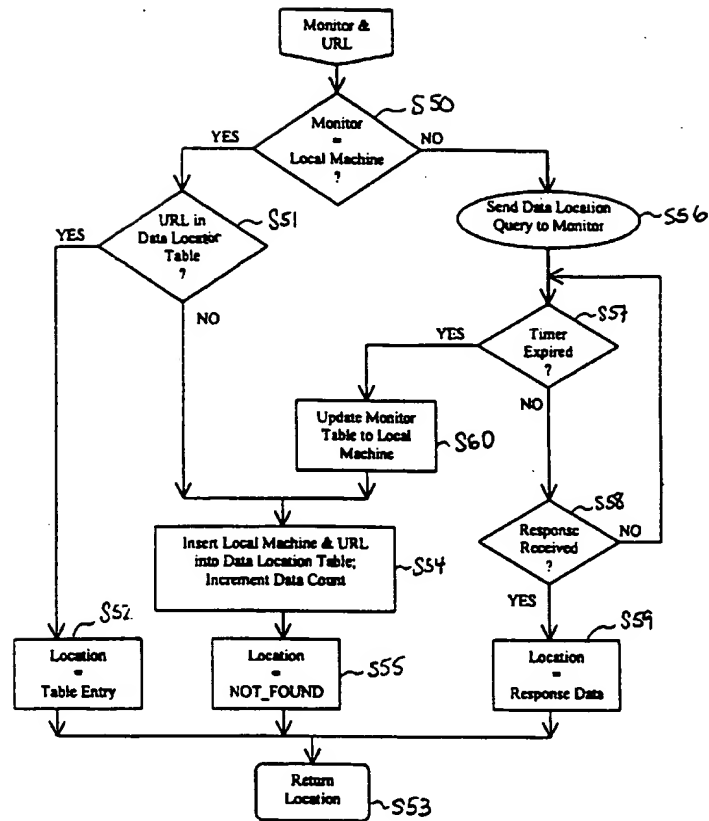 Monitor &
URL
S50
Monitor
=
Local Machine
?
YES
NO
URL in
Data Locator
Table
?
S51
YES
NO
Send Data Location
Query to Monitor
S56
Timer
Expired
?
S57
YES
NO
Update Monitor
Table to Local
Machine
S60
Response
Received
?
S58
NO
YES
Insert Local Machine & URL
into Data Location Table;
Increment Data Count
S54
S52
Location
=
Table Entry
Location
=
NOT_FOUND
S55
S59
Location
=
Response Data
Return
Location
S53